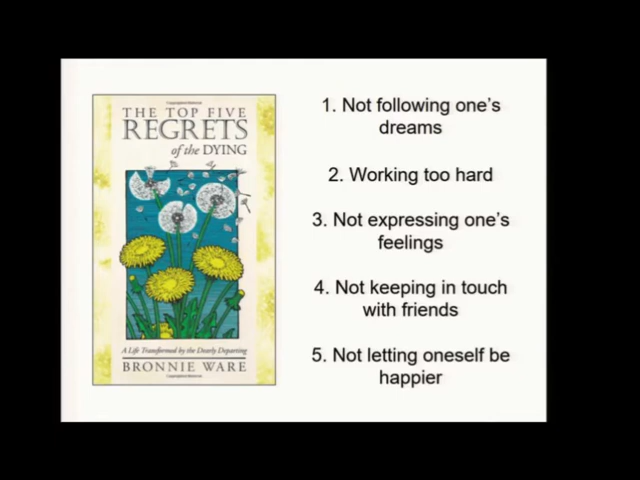 THE TOP FIVE
REGRETS
of the DYING
A Life Transformed by the Dearly Departing
BRONNIE WARE
1. Not following one's
dreams
2. Working too hard
3. Not expressing one's
feelings
4. Not keeping in touch
with friends
5. Not letting oneself be
happier